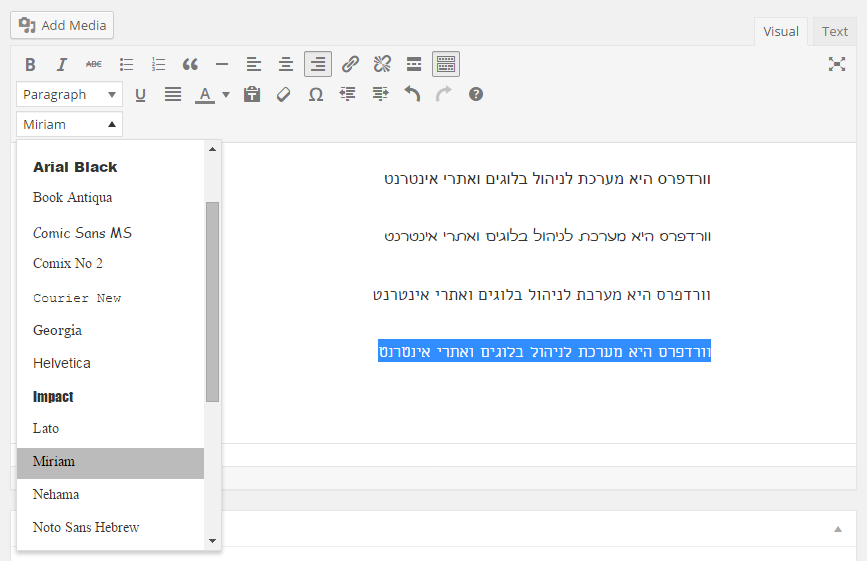 Add Media
Visual Text
B I ABC
Paragraph U A T Ω ?
Miriam
Arial Black
Book Antiqua
Comic Sans MS
Comix No 2
Courier New
Georgia
Helvetica
Impact
Lato
Miriam
Nehama
Noto Sans Hebrew
וורדפרס היא מערכת לניהול בלוגים ואתרי אינטרנט
וורדפרס היא מערכת לניהול בלוגים ואתרי אינטרנט
וורדפרס היא מערכת לניהול בלוגים ואתרי אינטרנט
וורדפרס היא מערכת לניהול בלוגים ואתרי אינטרנט